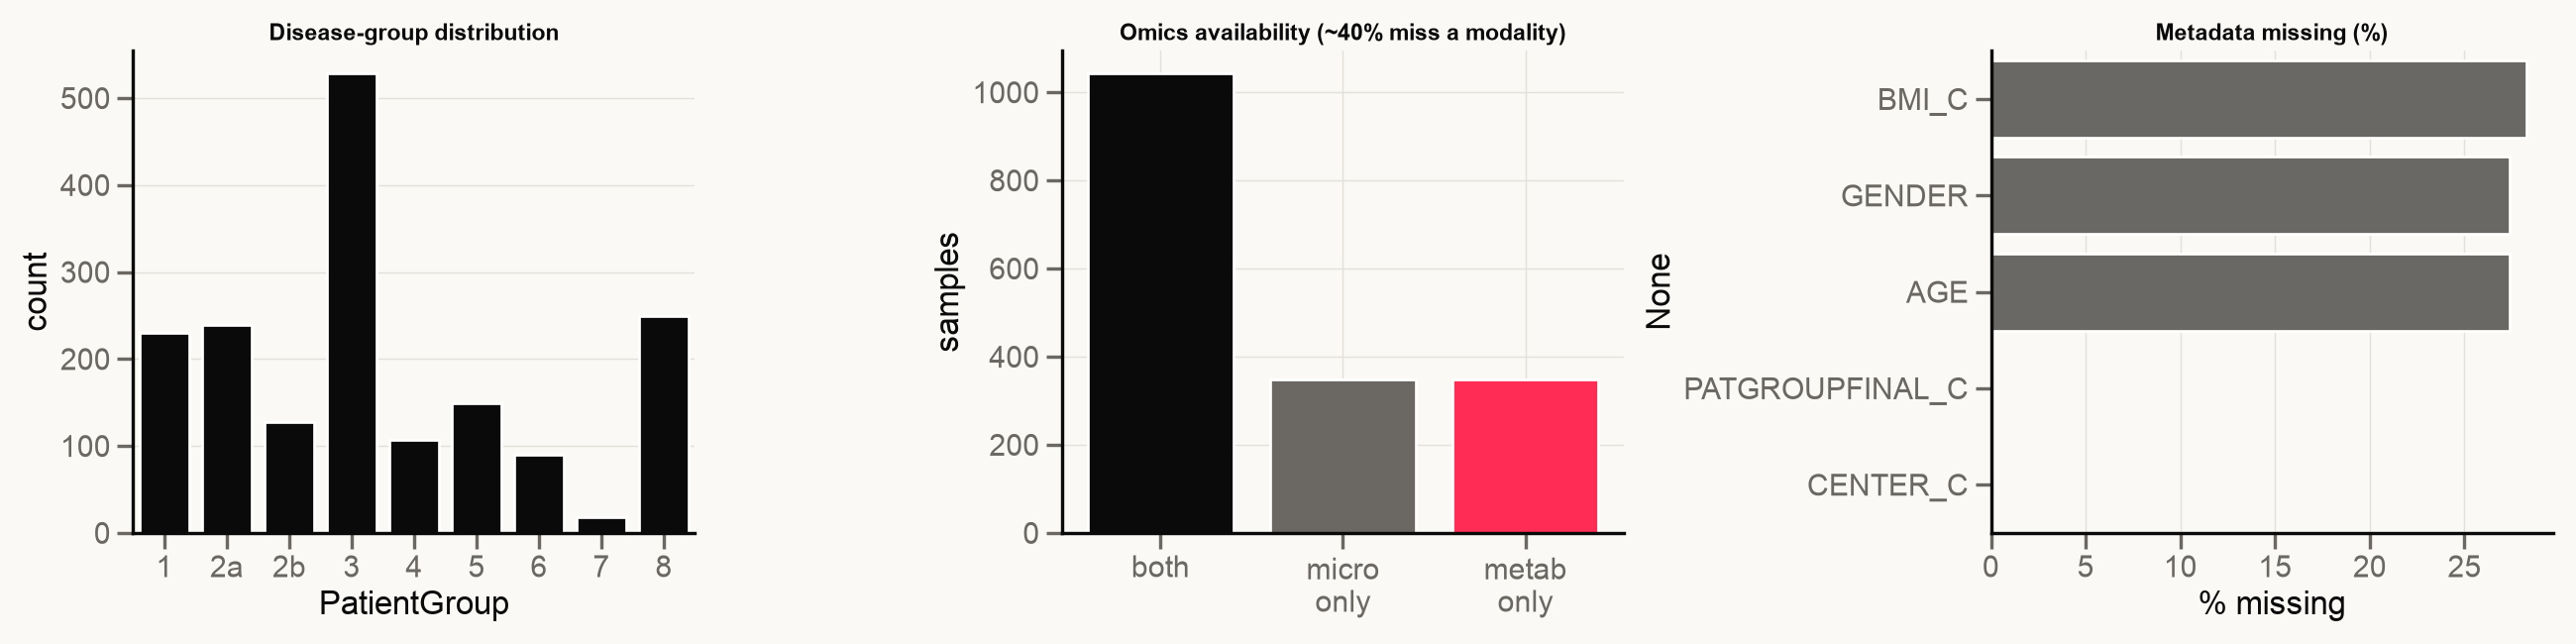 Disease-group distribution
count
500
400
300
200
100
0
1 2a 2b 3 4 5 6 7 8
PatientGroup
Omics availability (~40% miss a modality)
samples
1000
800
600
400
200
0
both micro only metab only
Metadata missing (%)
None
BMI_C
GENDER
AGE
PATGROUPFINAL_C
CENTER_C
0 5 10 15 20 25
% missing